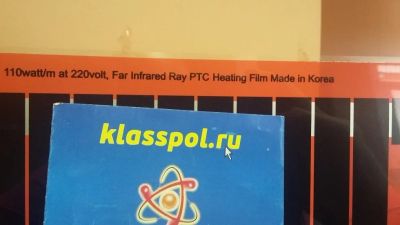 110watt/m at 220volt, Far Infrared Ray PTC Heating Film Made in Korea
klasspol.ru